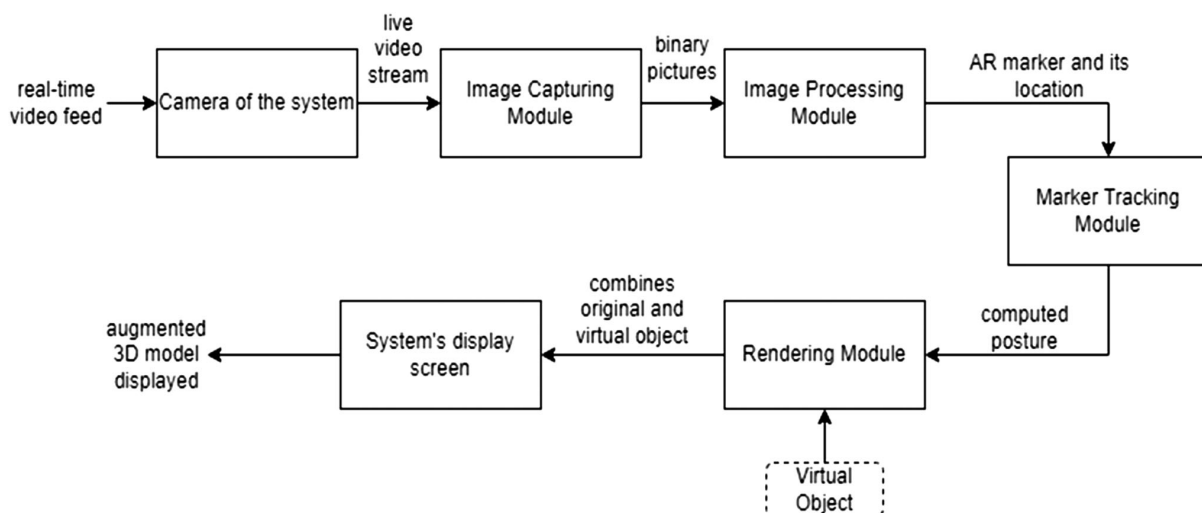 real-time
video feed
Camera of the system
live
video
stream
Image Capturing
Module
binary
pictures
Image Processing
Module
AR marker and its
location
Marker Tracking
Module
computed
posture
Rendering Module
Virtual
Object
combines
original and
virtual object
System's display
screen
augmented
3D model
displayed